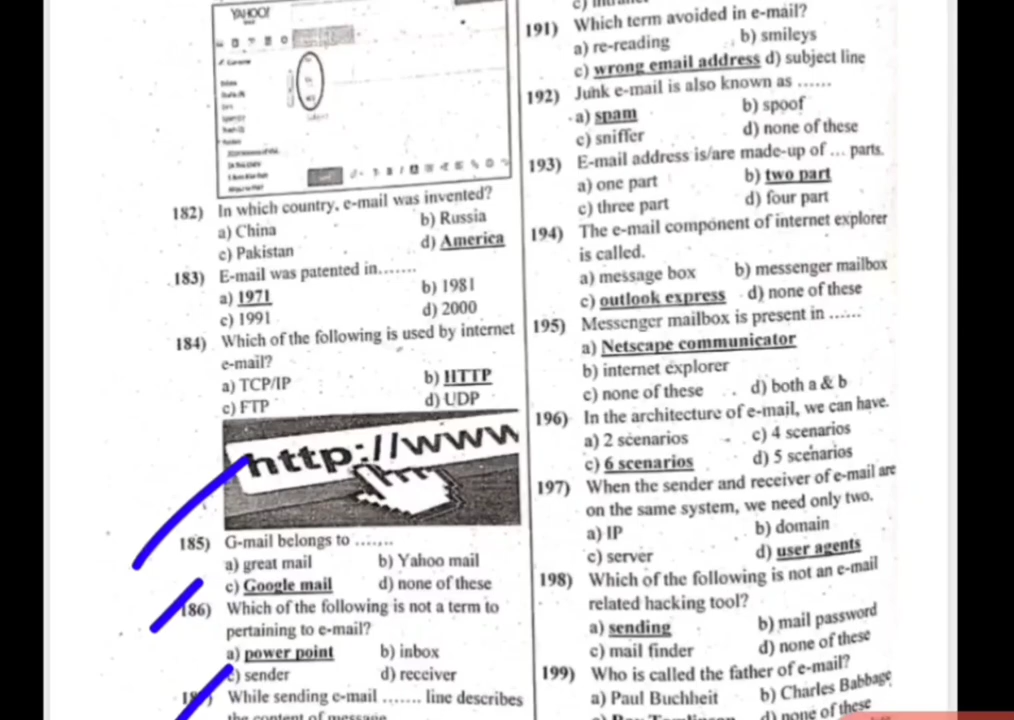 YAHOO!
182) In which country, e-mail was invented?
a) China b) Russia
c) Pakistan d) America
183) E-mail was patented in.......
a) 1971 b) 1981
c) 1991 d) 2000
184) Which of the following is used by internet
e-mail?
a) TCP/IP b) HTTP
c) FTP d) UDP
http://www
185) G-mail belongs to .......
a) great mail b) Yahoo mail
c) Google mail d) none of these
186) Which of the following is not a term to
pertaining to e-mail?
a) power point b) inbox
c) sender d) receiver
While sending e-mail ....... line describes
the content of message
191) Which term avoided in e-mail?
a) re-reading b) smileys
c) wrong email address d) subject line
192) Junk e-mail is also known as ......
a) spam b) spoof
c) sniffer d) none of these
193) E-mail address is/are made-up of ... parts.
a) one part b) two part
c) three part d) four part
194) The e-mail component of internet explorer
is called.
a) message box b) messenger mailbox
c) outlook express d) none of these
195) Messenger mailbox is present in ......
a) Netscape communicator
b) internet explorer
c) none of these d) both a & b
196) In the architecture of e-mail, we can have.
a) 2 scenarios c) 4 scenarios
c) 6 scenarios d) 5 scenarios
197) When the sender and receiver of e-mail are
on the same system, we need only two.
a) IP b) domain
c) server d) user agents
198) Which of the following is not an e-mail
related hacking tool?
a) sending b) mail password
c) mail finder d) none of these
199) Who is called the father of e-mail?
a) Paul Buchheit b) Charles Babbage
d) none of these